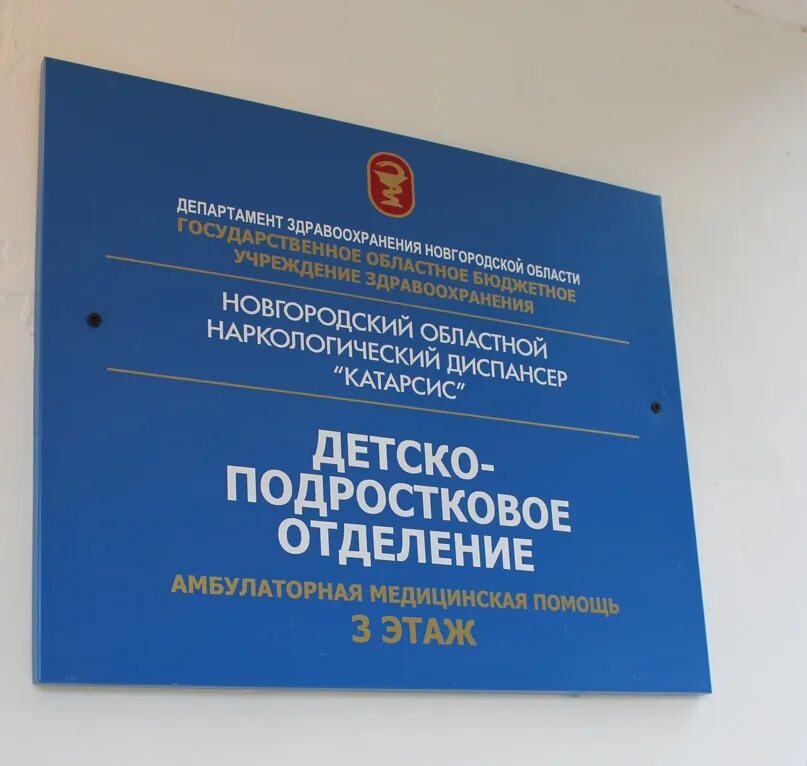 ДЕПАРТАМЕНТ ЗДРАВООХРАНЕНИЯ НОВГОРОДСКОЙ ОБЛАСТИ
ГОСУДАРСТВЕННОЕ ОБЛАСТНОЕ БЮДЖЕТНОЕ
УЧРЕЖДЕНИЕ ЗДРАВООХРАНЕНИЯ
НОВГОРОДСКИЙ ОБЛАСТНОЙ
НАРКОЛОГИЧЕСКИЙ ДИСПАНСЕР
"КАТАРСИС"
ДЕТСКО-
ПОДРОСТКОВОЕ
ОТДЕЛЕНИЕ
АМБУЛАТОРНАЯ МЕДИЦИНСКАЯ ПОМОЩЬ
3 ЭТАЖ